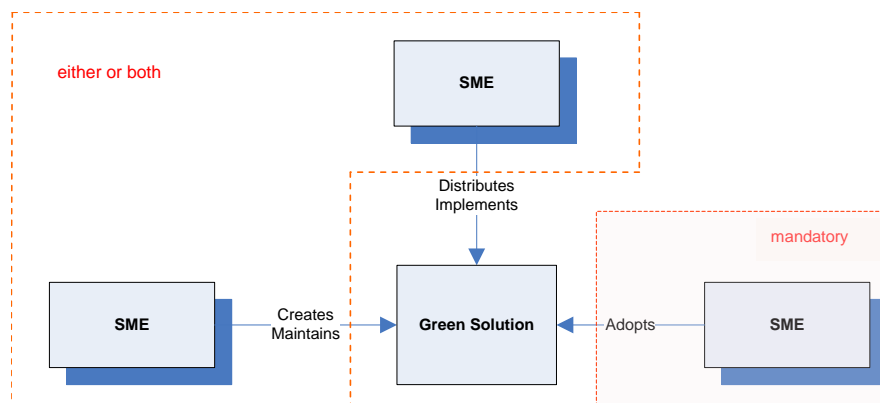 either or both
SME
Distributes
Implements
mandatory
SME
Creates
Maintains
Green Solution
Adopts
SME